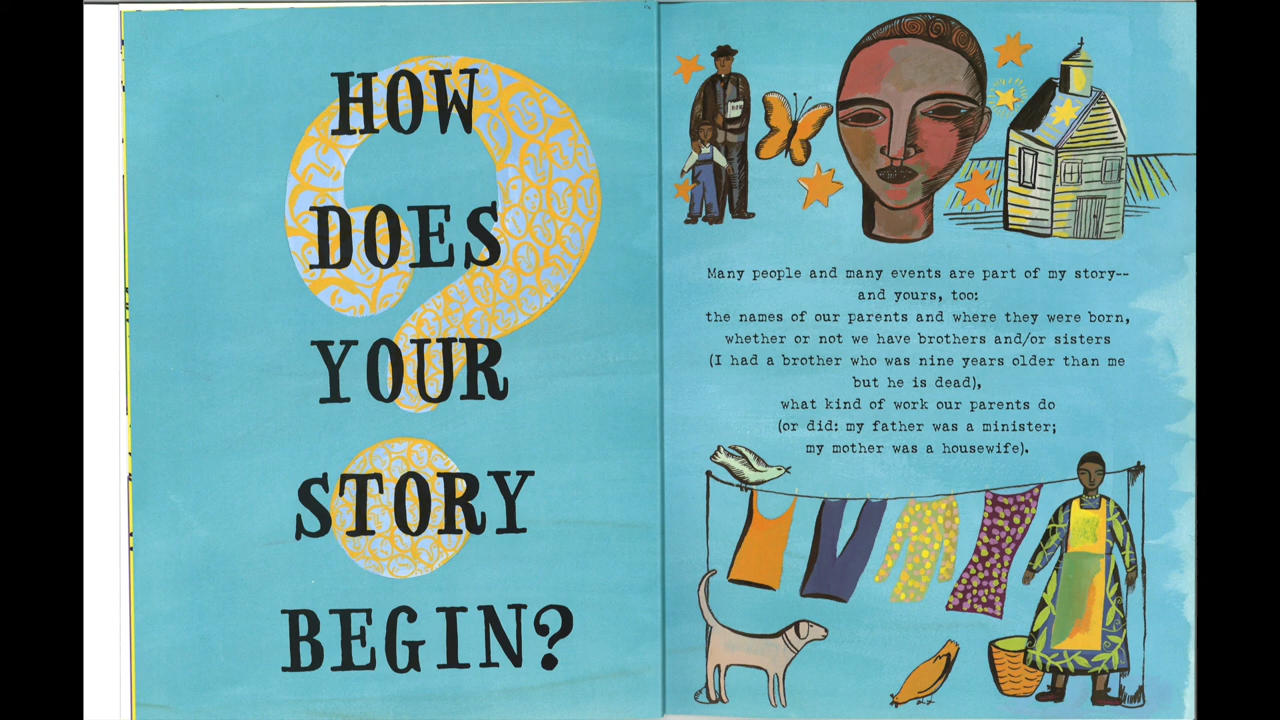 HOW
DOES
YOUR
STORY
BEGIN?
Many people and many events are part of my story--
and yours, too:
the names of our parents and where they were born,
whether or not we have brothers and/or sisters
(I had a brother who was nine years older than me
but he is dead),
what kind of work our parents do
(or did: my father was a minister;
my mother was a housewife).